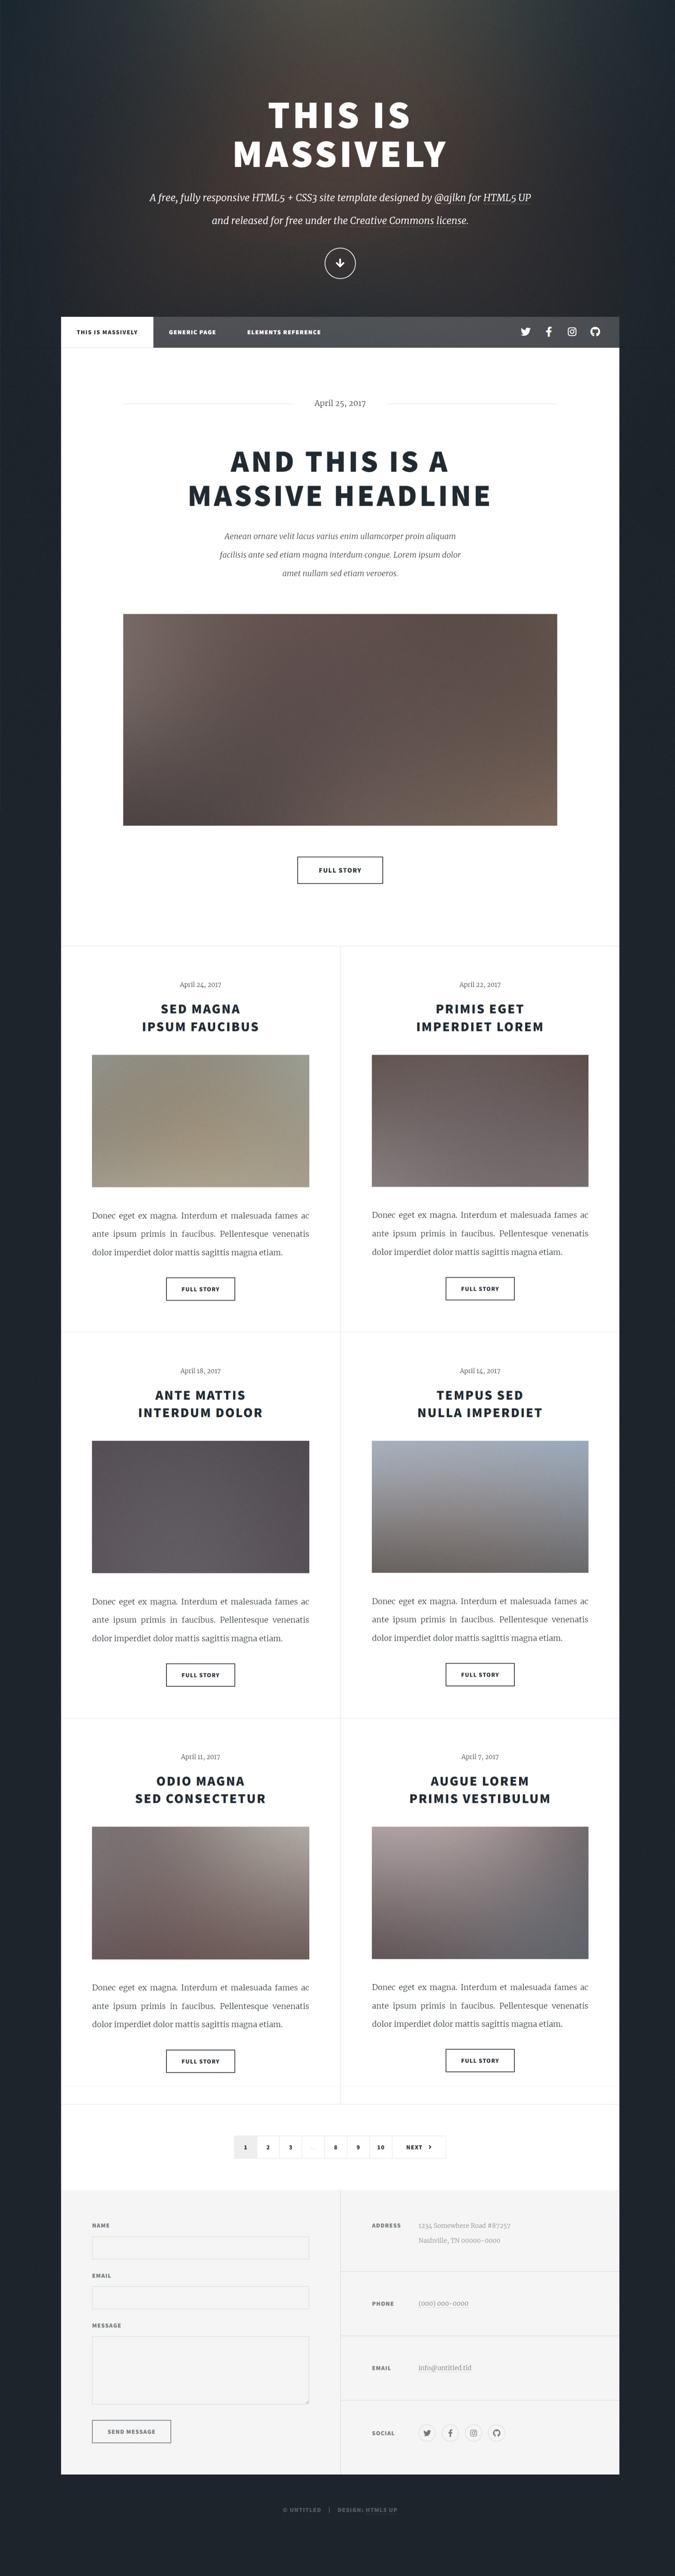 THIS IS
MASSIVELY
A free, fully responsive HTML5 + CSS3 site template designed by @ajlkn for HTML5 UP
and released for free under the Creative Commons license.
THIS IS MASSIVELY GENERIC PAGE ELEMENTS REFERENCE
April 25, 2017
AND THIS IS A
MASSIVE HEADLINE
Aenean ornare velit lacus varius enim ullamcorper proin aliquam
facilisis ante sed etiam magna interdum congue. Lorem ipsum dolor
amet nullam sed etiam veroeros.
FULL STORY
April 24, 2017
SED MAGNA
IPSUM FAUCIBUS
Donec eget ex magna. Interdum et malesuada fames ac
ante ipsum primis in faucibus. Pellentesque venenatis
dolor imperdiet dolor mattis sagittis magna etiam.
FULL STORY
April 22, 2017
PRIMIS EGET
IMPERDIET LOREM
Donec eget ex magna. Interdum et malesuada fames ac
ante ipsum primis in faucibus. Pellentesque venenatis
dolor imperdiet dolor mattis sagittis magna etiam.
FULL STORY
April 18, 2017
ANTE MATTIS
INTERDUM DOLOR
Donec eget ex magna. Interdum et malesuada fames ac
ante ipsum primis in faucibus. Pellentesque venenatis
dolor imperdiet dolor mattis sagittis magna etiam.
FULL STORY
April 14, 2017
TEMPUS SED
NULLA IMPERDIET
Donec eget ex magna. Interdum et malesuada fames ac
ante ipsum primis in faucibus. Pellentesque venenatis
dolor imperdiet dolor mattis sagittis magna etiam.
FULL STORY
April 11, 2017
ODIO MAGNA
SED CONSECTETUR
Donec eget ex magna. Interdum et malesuada fames ac
ante ipsum primis in faucibus. Pellentesque venenatis
dolor imperdiet dolor mattis sagittis magna etiam.
FULL STORY
April 7, 2017
AUGUE LOREM
PRIMIS VESTIBULUM
Donec eget ex magna. Interdum et malesuada fames ac
ante ipsum primis in faucibus. Pellentesque venenatis
dolor imperdiet dolor mattis sagittis magna etiam.
FULL STORY
1 2 3 … 8 9 10 NEXT
NAME
EMAIL
MESSAGE
SEND MESSAGE
ADDRESS 1234 Somewhere Road #87257
Nashville, TN 00000-0000
PHONE (000) 000-0000
EMAIL info@untitled.tld
SOCIAL
© UNTITLED | DESIGN: HTML5 UP